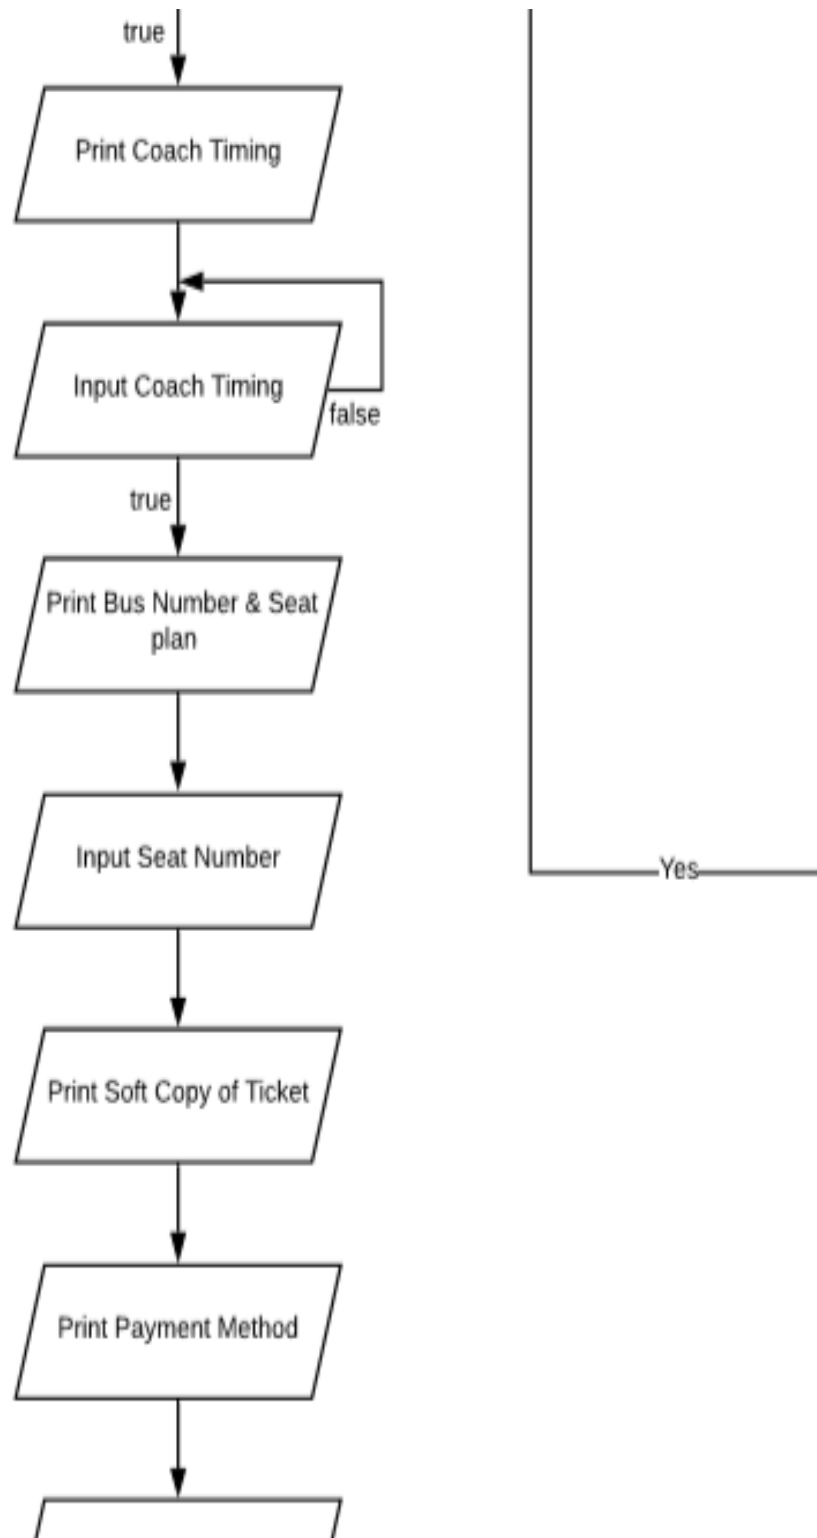 true
Print Coach Timing
Input Coach Timing
false
true
Print Bus Number & Seat
plan
Input Seat Number
Yes
Print Soft Copy of Ticket
Print Payment Method